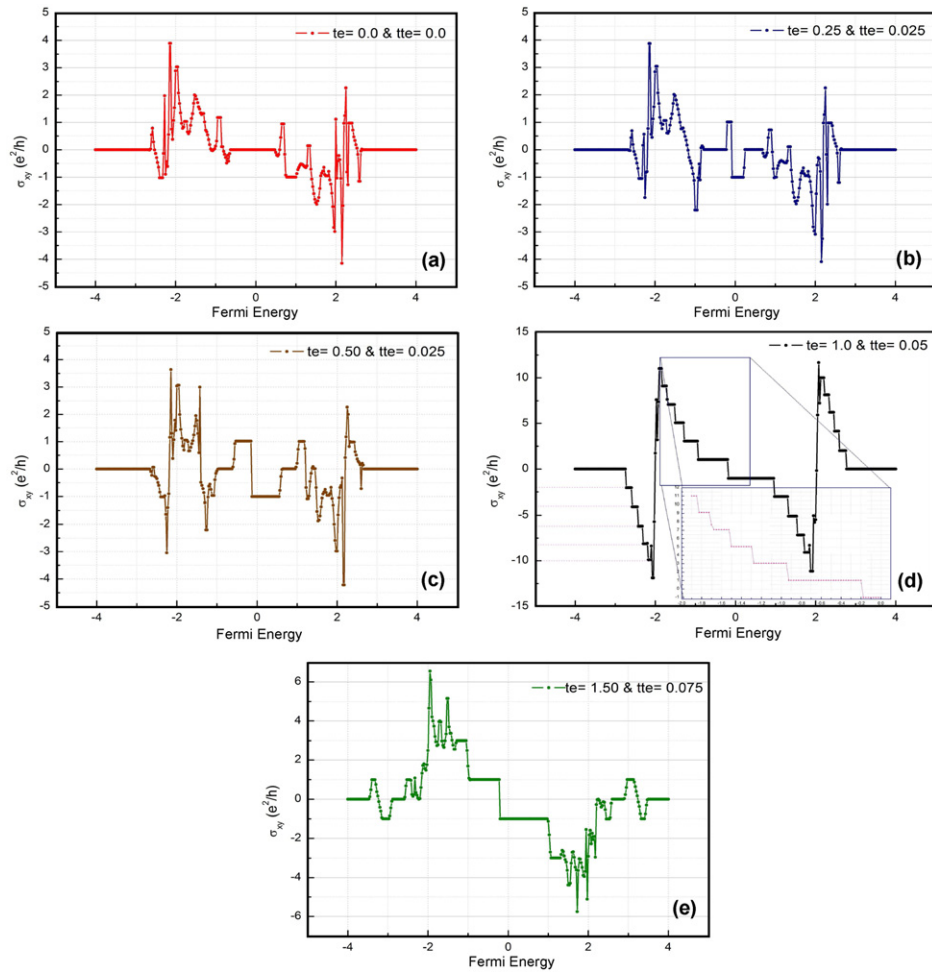 5
4
3
2
1
0
-1
-2
-3
-4
-5
σxy (e²/h)
te= 0.0 & tte= 0.0
(a)
-4 -2 0 2 4
Fermi Energy
5
4
3
2
1
0
-1
-2
-3
-4
-5
σxy (e²/h)
te= 0.25 & tte= 0.025
(b)
-4 -2 0 2 4
Fermi Energy
5
4
3
2
1
0
-1
-2
-3
-4
-5
σxy (e²/h)
te= 0.50 & tte= 0.025
(c)
-4 -2 0 2 4
Fermi Energy
15
10
5
0
-5
-10
-15
σxy (e²/h)
te= 1.0 & tte= 0.05
(d)
-4 -2 0 2 4
Fermi Energy
6
4
2
0
-2
-4
-6
σxy (e²/h)
te= 1.50 & tte= 0.075
(e)
-4 -2 0 2 4
Fermi Energy